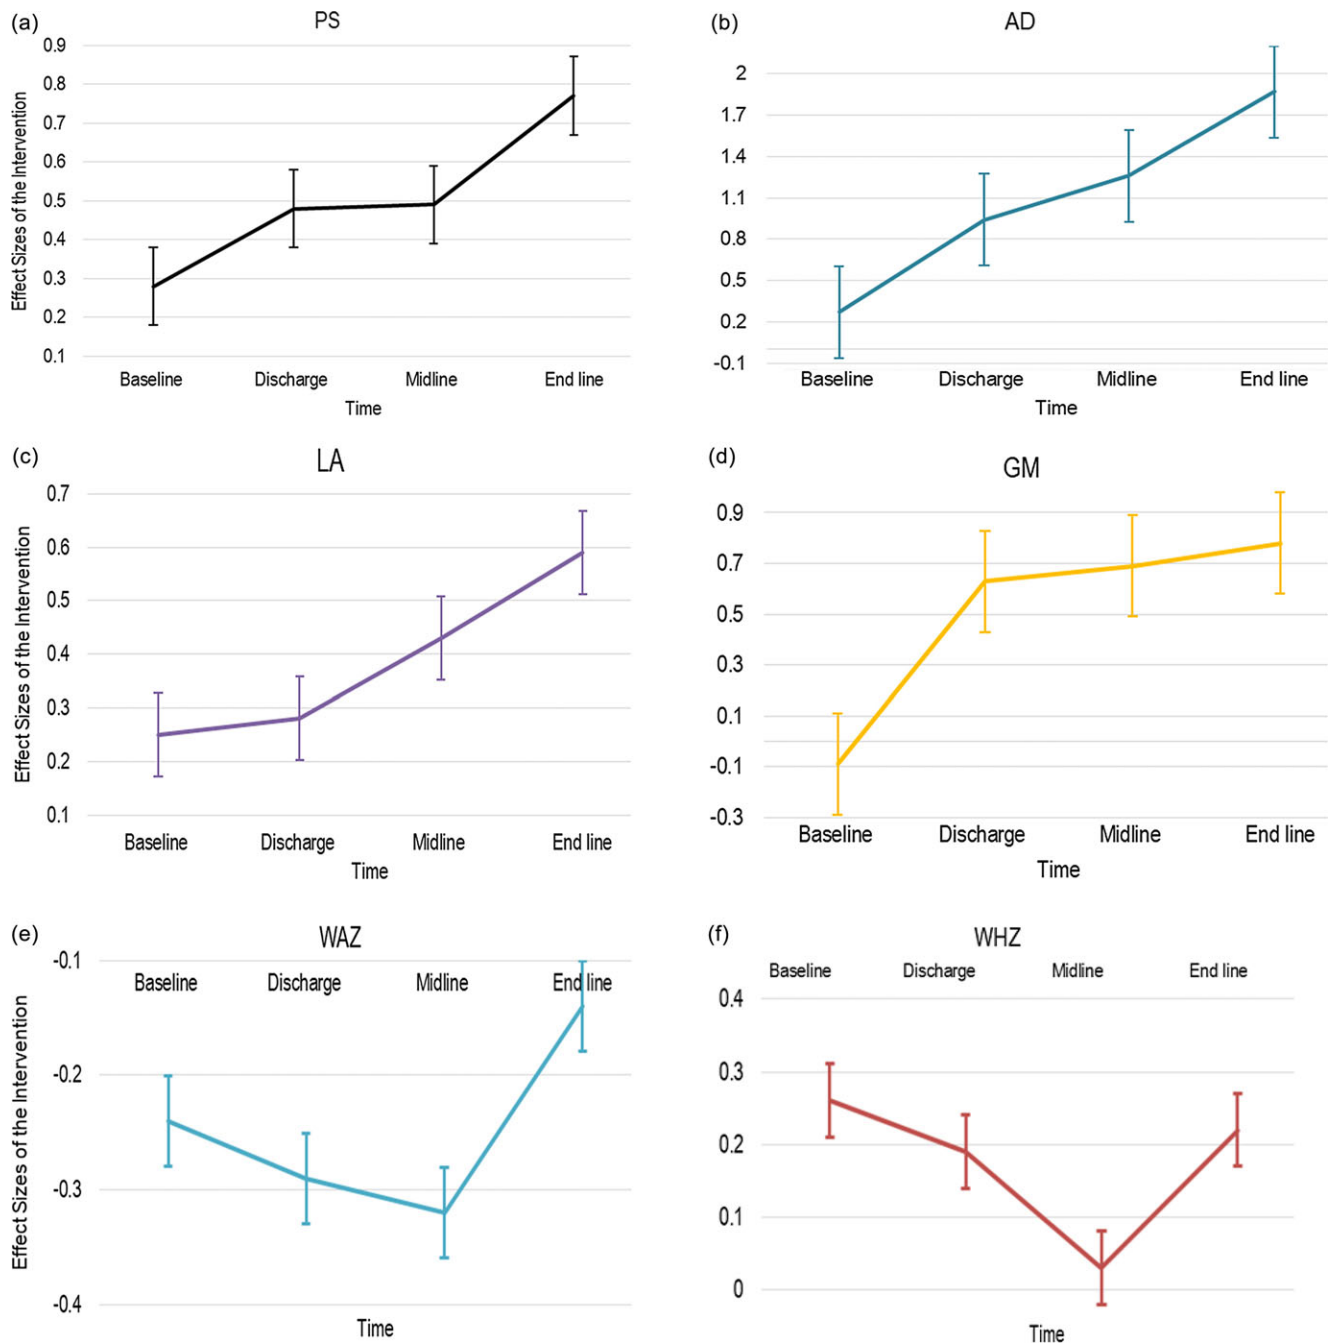 (a)
PS
Effect Sizes of the Intervention
0.9
0.8
0.7
0.6
0.5
0.4
0.3
0.2
0.1
Baseline Discharge Midline End line
Time
(b)
AD
2
1.7
1.4
1.1
0.8
0.5
0.2
-0.1
Baseline Discharge Midline End line
Time
(c)
LA
Effect Sizes of the Intervention
0.7
0.6
0.5
0.4
0.3
0.2
0.1
Baseline Discharge Midline End line
Time
(d)
GM
0.9
0.7
0.5
0.3
0.1
-0.1
-0.3
Baseline Discharge Midline End line
Time
(e)
WAZ
Effect Sizes of the Intervention
-0.1
Baseline Discharge Midline End line
-0.2
-0.3
-0.4
Time
(f)
WHZ
Baseline Discharge Midline End line
0.4
0.3
0.2
0.1
0
Time